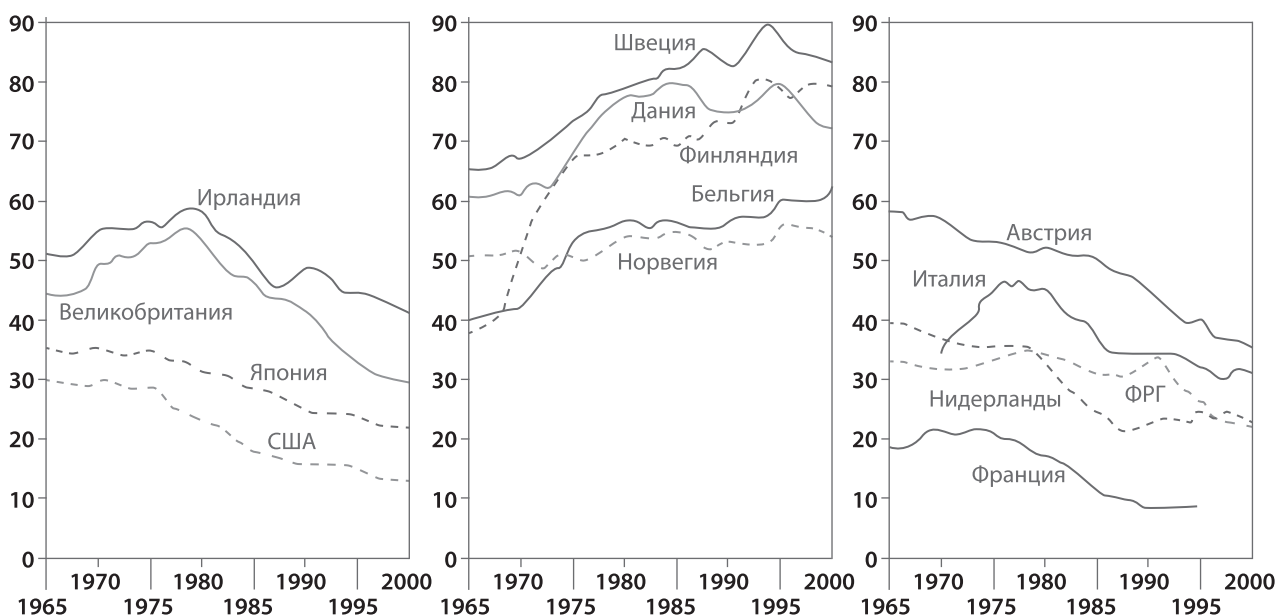 90
80
70
60
50
40
30
20
10
0
Ирландия
Великобритания
Япония
США
1970 1980 1990 2000
1965 1975 1985 1995
90
80
70
60
50
40
30
20
10
0
Швеция
Дания
Финляндия
Бельгия
Норвегия
1970 1980 1990 2000
1965 1975 1985 1995
90
80
70
60
50
40
30
20
10
0
Австрия
Италия
ФРГ
Нидерланды
Франция
1970 1980 1990 2000
1965 1975 1985 1995